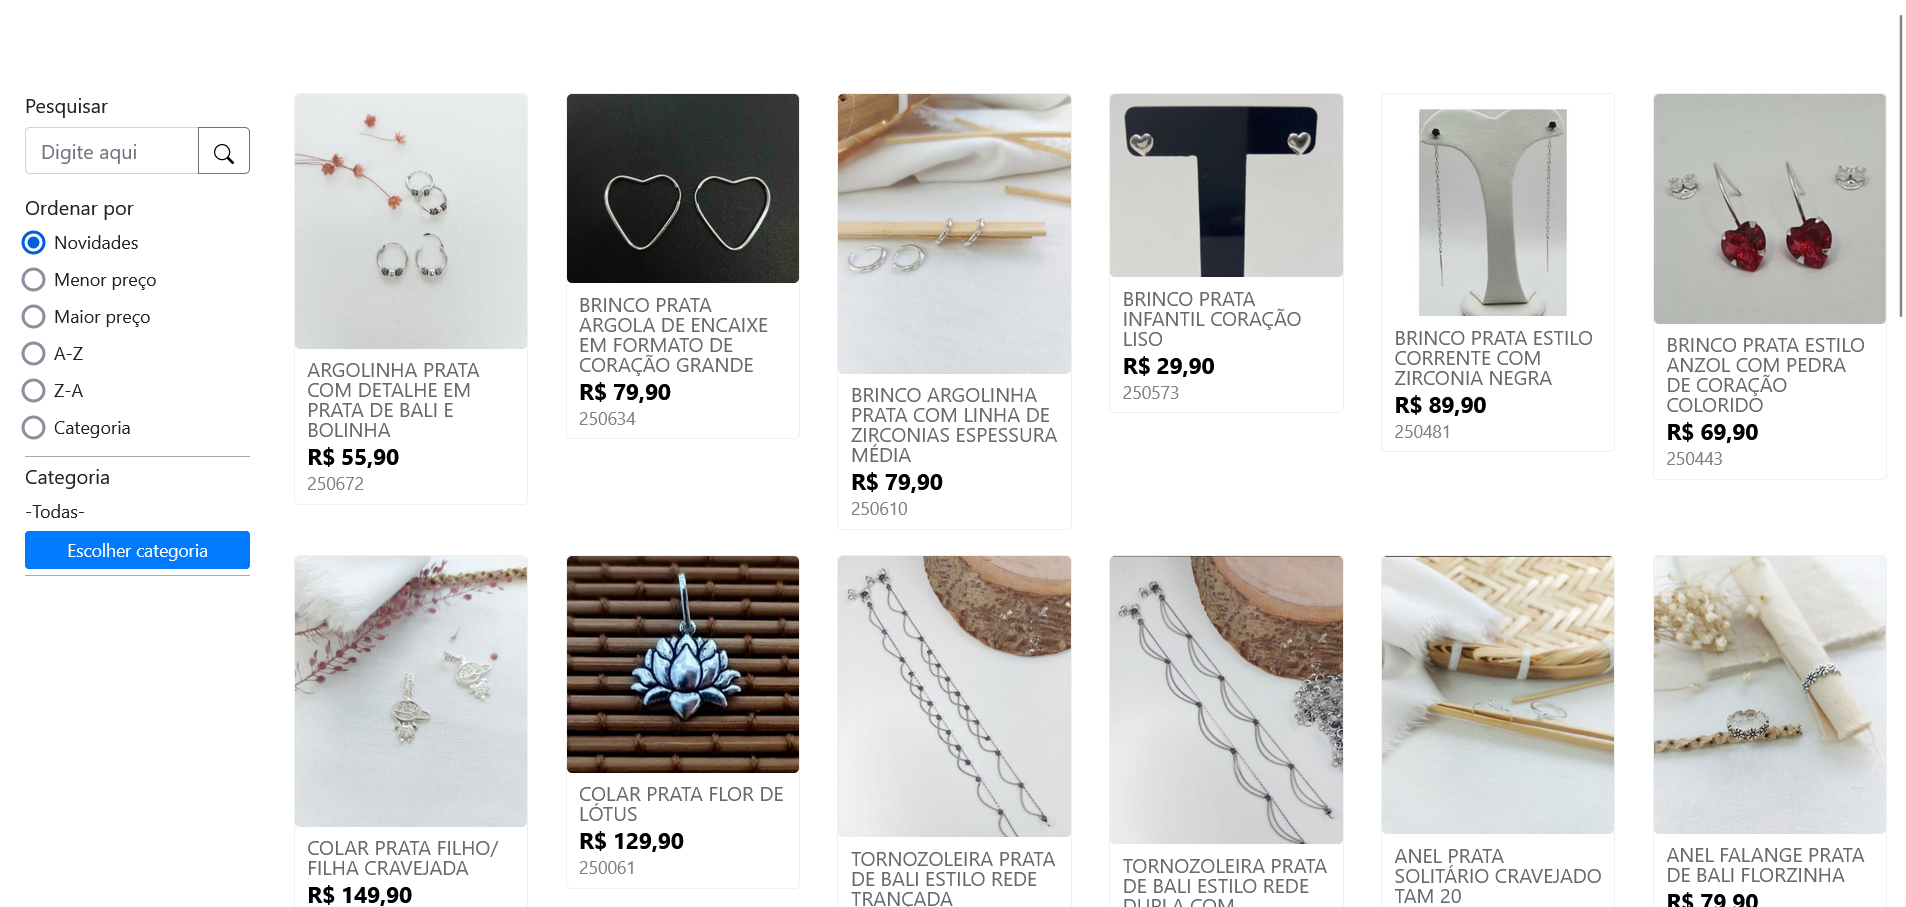 Pesquisar
Digite aqui
Ordenar por
Novidades
Menor preço
Maior preço
A-Z
Z-A
Categoria
Categoria
-Todas-
Escolher categoria
ARGOLINHA PRATA
COM DETALHE EM
PRATA DE BALI E
BOLINHA
R$ 55,90
250672
BRINCO PRATA
ARGOLA DE ENCAIXE
EM FORMATO DE
CORAÇÃO GRANDE
R$ 79,90
250634
BRINCO ARGOLINHA
PRATA COM LINHA DE
ZIRCONIAS ESPESSURA
MÉDIA
R$ 79,90
250610
BRINCO PRATA
INFANTIL CORAÇÃO
LISO
R$ 29,90
250573
BRINCO PRATA ESTILO
CORRENTE COM
ZIRCONIA NEGRA
R$ 89,90
250481
BRINCO PRATA ESTILO
ANZOL COM PEDRA
DE CORAÇÃO
COLORIDO
R$ 69,90
250443
COLAR PRATA FILHO/
FILHA CRAVEJADA
R$ 149,90
COLAR PRATA FLOR DE
LÓTUS
R$ 129,90
250061
TORNOZOLEIRA PRATA
DE BALI ESTILO REDE
TRANÇADA
TORNOZOLEIRA PRATA
DE BALI ESTILO REDE
DUPLA COM
ANEL PRATA
SOLITÁRIO CRAVEJADO
TAM 20
ANEL FALANGE PRATA
DE BALI FLORZINHA
R$ 79,90